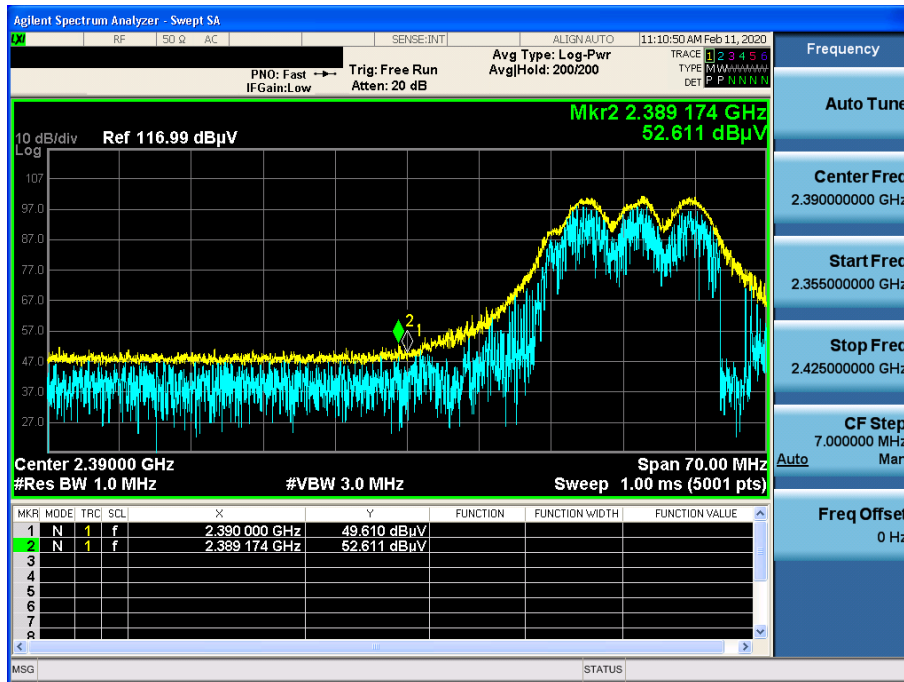 Agilent Spectrum Analyzer - Swept SA
LXI RF 50 Ω AC SENSE:INT ALIGN AUTO 11:10:50 AM Feb 11, 2020
Frequency
Avg Type: Log-Pwr
TRACE 1 2 3 4 5 6
PNO: Fast Trig: Free Run Avg|Hold: 200/200
TYPE MWWWWW
IFGain:Low Atten: 20 dB
DET P P N N N N
Auto Tune
Mkr2 2.389 174 GHz
52.611 dBµV
10 dB/div Ref 116.99 dBµV
Log
107
97.0
87.0
77.0
67.0
57.0
47.0
37.0
27.0
2
1
Center Freq
2.390000000 GHz
Start Freq
2.355000000 GHz
Stop Freq
2.425000000 GHz
CF Step
7.000000 MHz
Auto Man
Center 2.39000 GHz Span 70.00 MHz
#Res BW 1.0 MHz #VBW 3.0 MHz Sweep 1.00 ms (5001 pts)
Freq Offset
0 Hz
MKR MODE TRC SCL X Y FUNCTION FUNCTION WIDTH FUNCTION VALUE
1 N 1 f 2.390 000 GHz 49.610 dBµV
2 N 1 f 2.389 174 GHz 52.611 dBµV
3
4
5
6
7
8
MSG STATUS